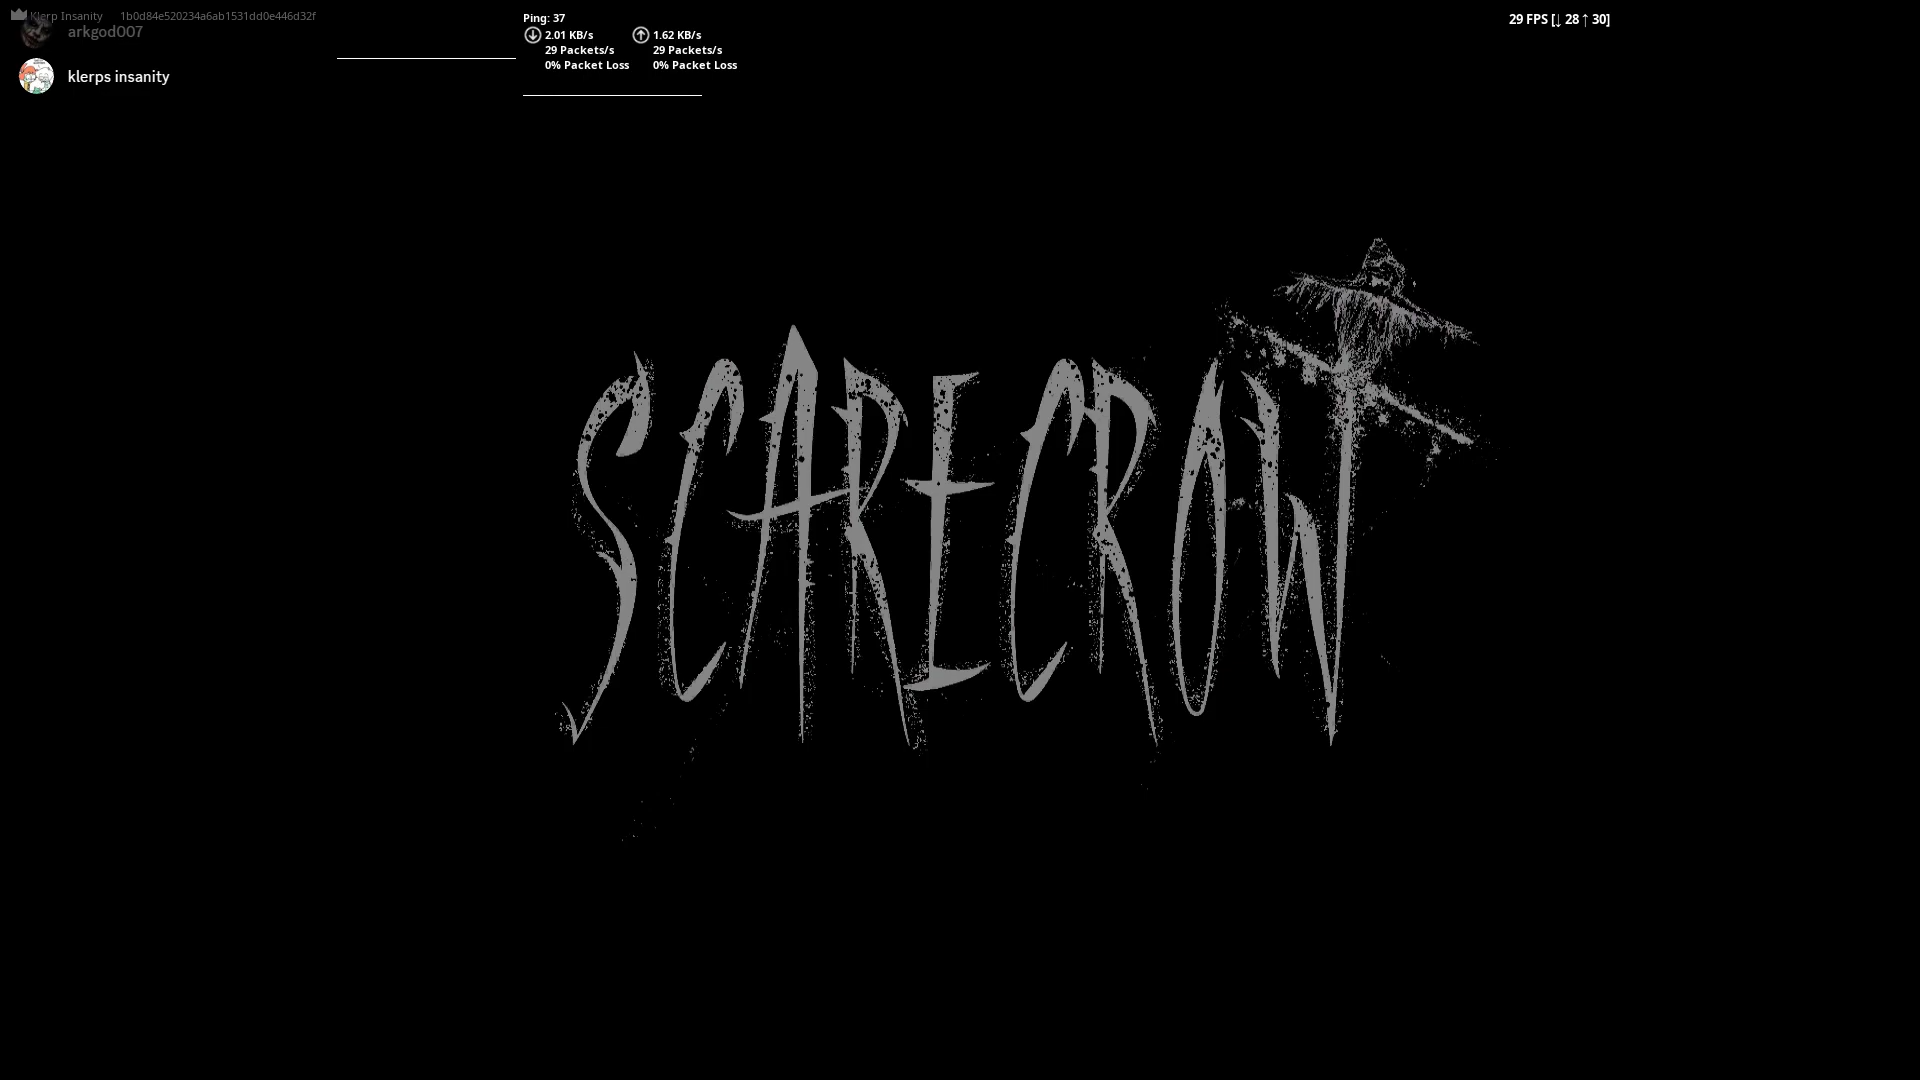 Klerp Insanity 1b0d84e520234a6ab1531dd0e446d32f
arkgod007
klerps insanity
Ping: 37
2.01 KB/s 1.62 KB/s
29 Packets/s 29 Packets/s
0% Packet Loss 0% Packet Loss
29 FPS [↓ 28 ↑ 30]
SCARECROW